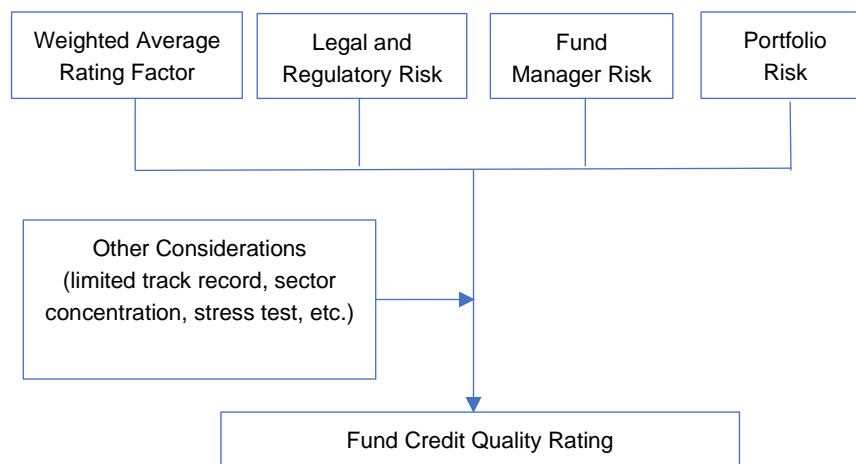 Weighted Average
Rating Factor
Legal and
Regulatory Risk
Fund
Manager Risk
Portfolio
Risk
Other Considerations
(limited track record, sector
concentration, stress test, etc.)
Fund Credit Quality Rating